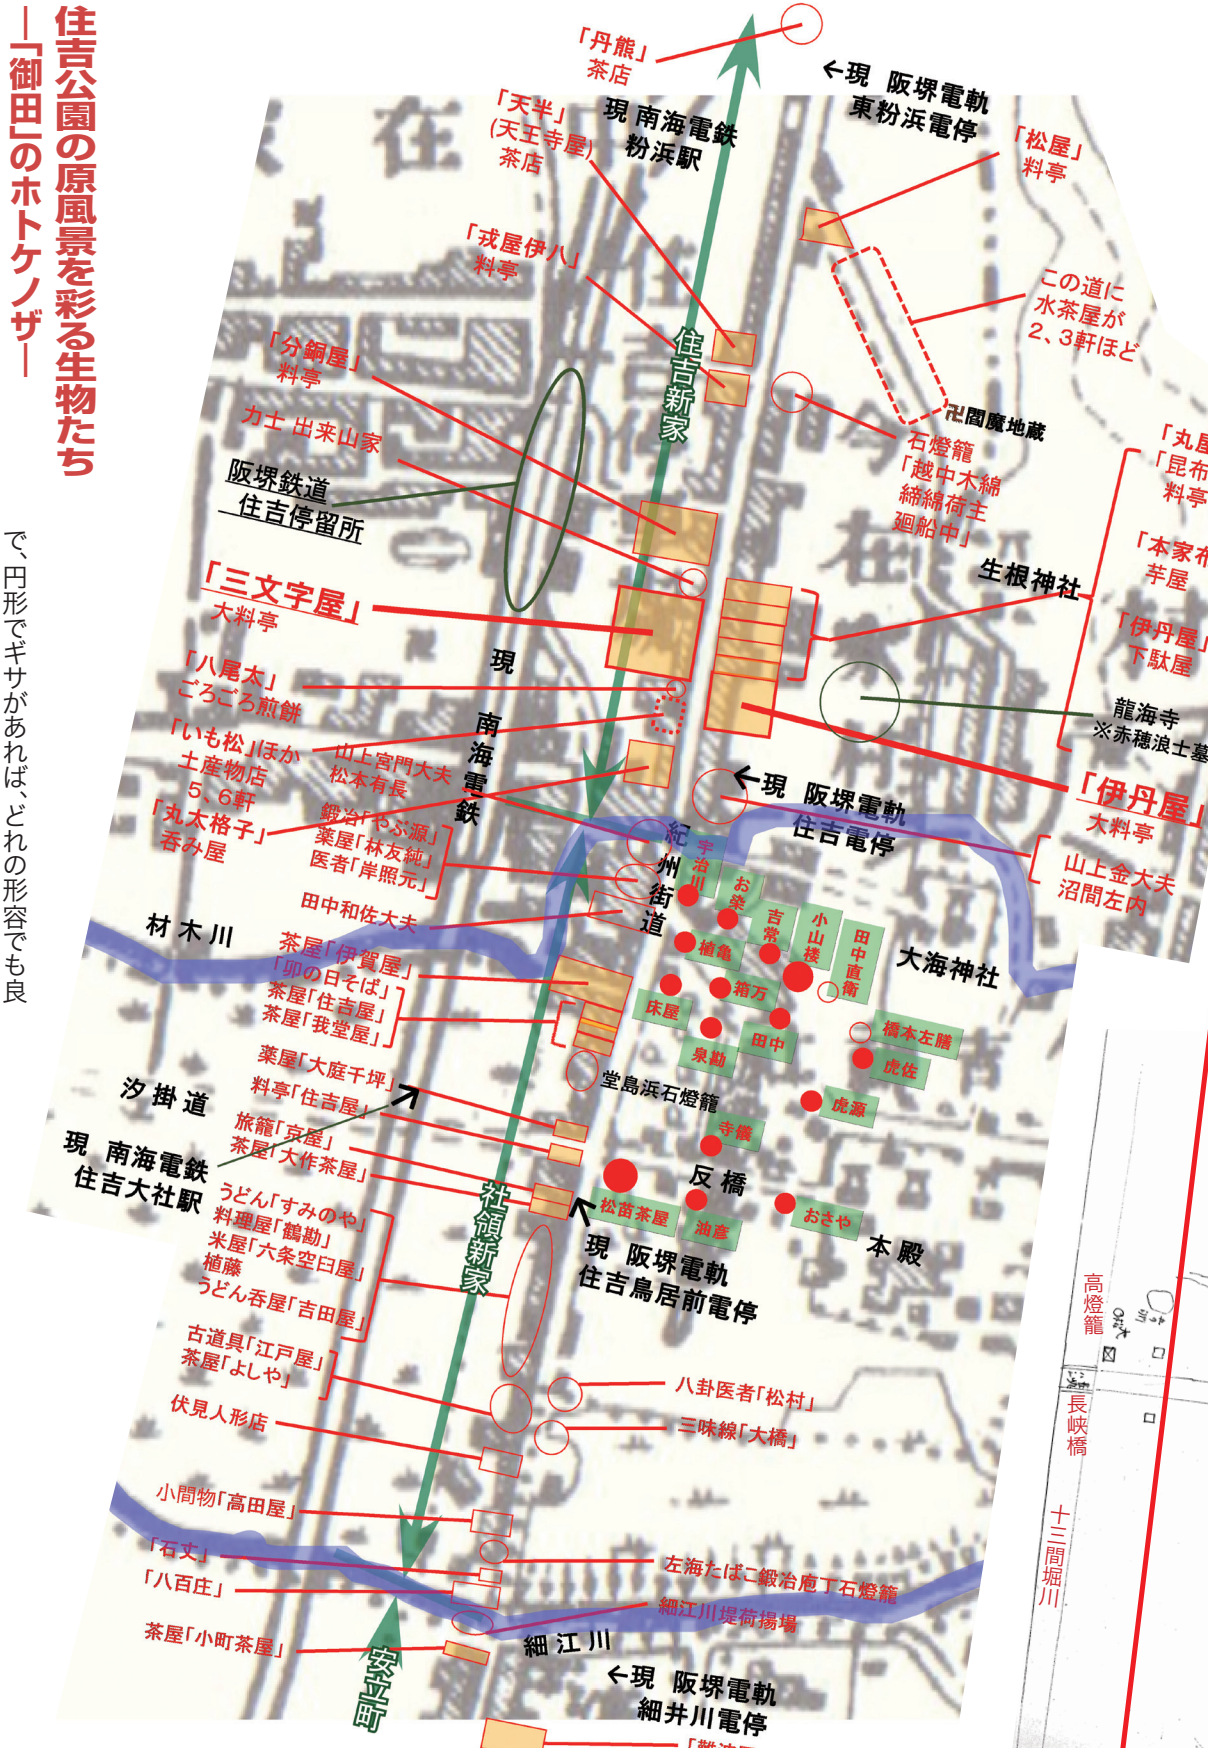 住吉公園の原風景を彩る生物たち
―「御田」のホトケノザ―
で、円形でギサがあれば、どれの形容でも良
「丹熊」
茶店
←現 阪堺電軌
東粉浜電停
「天半」
(天王寺屋)
茶店
現 南海電鉄
粉浜駅
「松屋」
料亭
「戎屋伊八」
料亭
この道に
水茶屋が
2、3軒ほど
住吉新家
「分銅屋」
料亭
力士 出来山家
卍閻魔地蔵
石燈籠
「越中木綿
締綿荷主
廻船中」
阪堺鉄道
住吉停留所
「丸屋
「昆布
料亭
「本家布
芋屋
「伊丹屋」
下駄屋
生根神社
「三文字屋」
大料亭
「八尾太」
ごろごろ煎餅
現 南海電鉄
龍海寺
※赤穂浪士墓
「いも松」ほか
土産物店
5、6軒
「丸太格子」
呑み屋
山上宮門大夫
松本有長
鍛冶「やぶ源」
薬屋「林友純」
医者「岸照元」
←現 阪堺電軌
住吉電停
「伊丹屋」
大料亭
山上金大夫
沼間左内
紀州街道
田中和佐大夫
材木川
宇治川
お染
吉常
小山楼
田中直衛
植亀
箱万
床屋
泉勘
田中
橋本左膳
虎佐
虎源
寺儀
大海神社
茶屋「伊賀屋」
「卯の日そば」
茶屋「住吉屋」
茶屋「我堂屋」
堂島浜石燈籠
薬屋「大庭千坪」
料亭「住吉屋」
旅籠「京屋」
茶屋「大作茶屋」
汐掛道
現 南海電鉄
住吉大社駅
反橋
松苗茶屋
油彦
おさや
本殿
社領新家
うどん「すみのや」
料理屋「鶴勘」
米屋「六条空臼屋」
植藤
うどん呑屋「吉田屋」
現 阪堺電軌
住吉鳥居前電停
古道具「江戸屋」
茶屋「よしや」
伏見人形店
八卦医者「松村」
三味線「大橋」
小間物「高田屋」
「石丈」
「八百庄」
茶屋「小町茶屋」
左海たばこ鍛冶庖丁石燈籠
細江川堤荷揚場
細江川
安立町
←現 阪堺電軌
細井川電停
高燈籠
長峡橋
十三間堀川